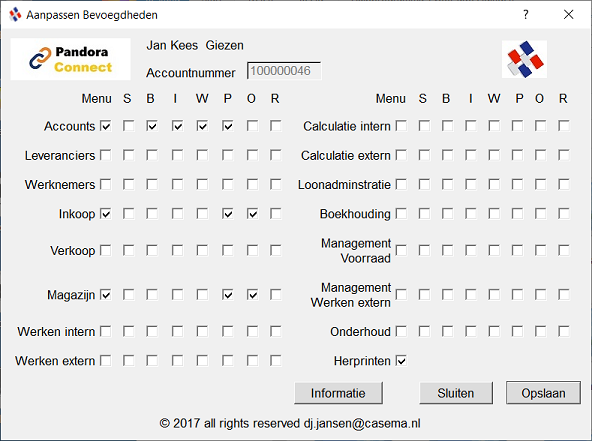 Aanpassen Bevoegdheden
Pandora
Connect
Jan Kees Giezen
Accountnummer 100000046
Menu S B I W P O R
Menu S B I W P O R
Accounts
Calculatie intern
Leveranciers
Calculatie extern
Werknemers
Loonadminstratie
Inkoop
Boekhouding
Verkoop
Management
Voorraad
Magazijn
Management
Werken extern
Werken intern
Onderhoud
Werken extern
Herprinten
Informatie
Sluiten
Opslaan
© 2017 all rights reserved dj.jansen@casema.nl